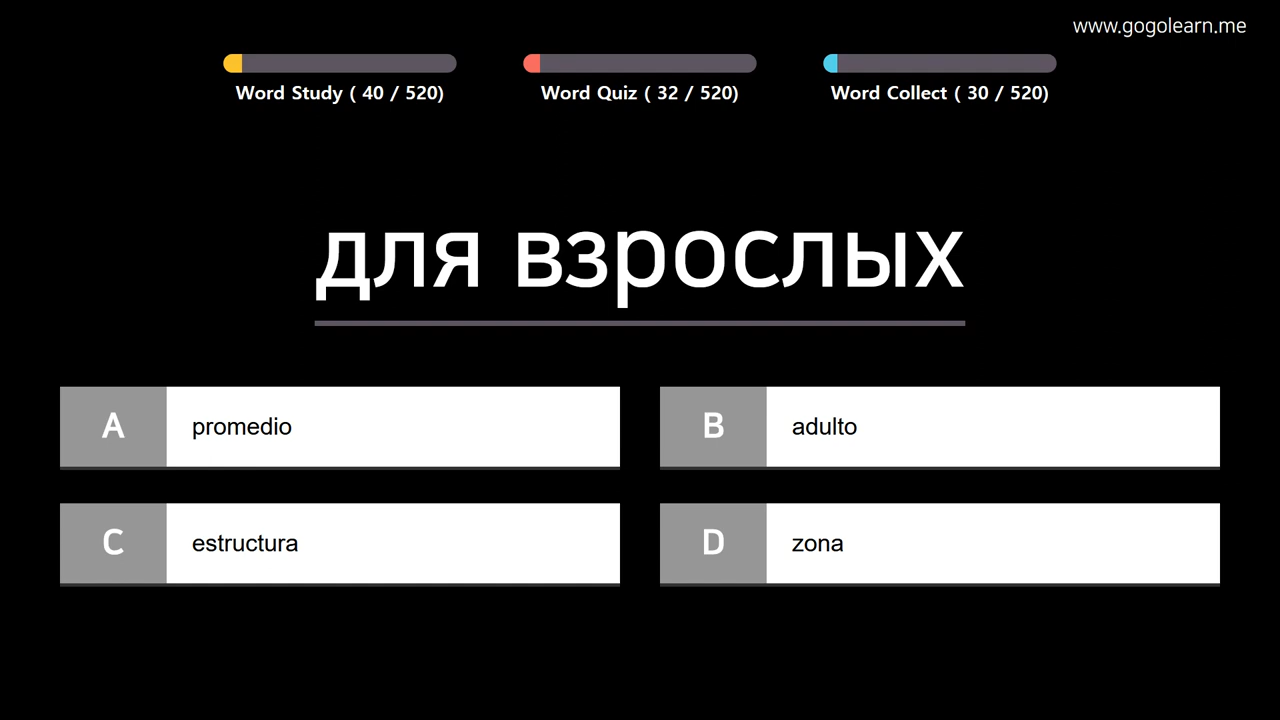 www.gogolearn.me
Word Study ( 40 / 520)
Word Quiz ( 32 / 520)
Word Collect ( 30 / 520)
для взрослых
A promedio
B adulto
C estructura
D zona